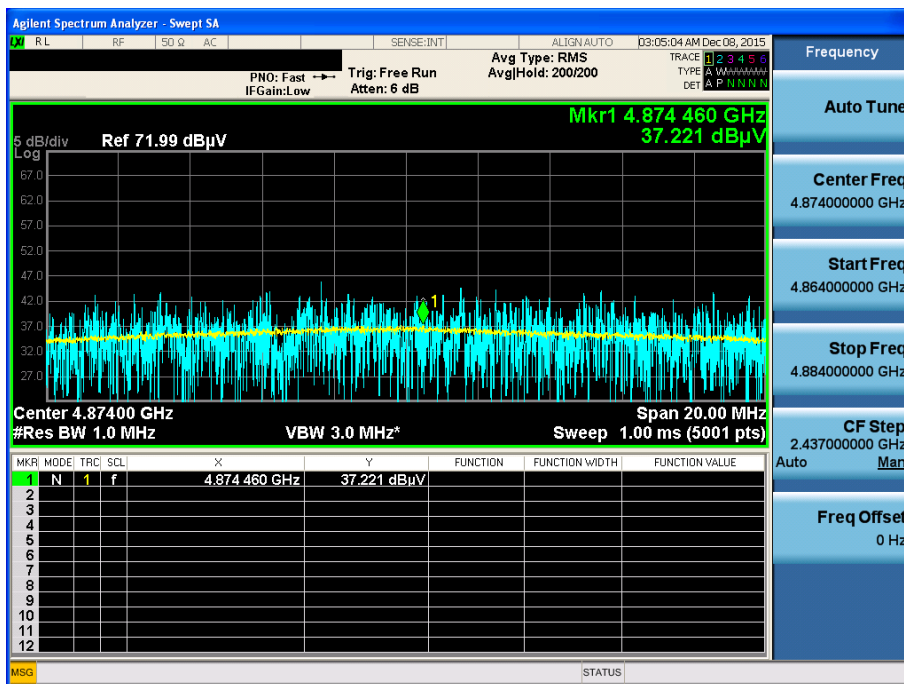 Agilent Spectrum Analyzer - Swept SA
LXI RL RF 50 Ω AC SENSE:INT ALIGN AUTO 03:05:04 AM Dec 08, 2015
Frequency
PNO: Fast
IFGain:Low
Trig: Free Run
Atten: 6 dB
Avg Type: RMS
Avg|Hold: 200/200
TRACE 1 2 3 4 5 6
TYPE A WWWWW
DET A P N N N N
Auto Tune
Mkr1 4.874 460 GHz
37.221 dBµV
5 dB/div Ref 71.99 dBµV
Log
67.0
62.0
57.0
52.0
47.0
42.0
37.0
32.0
27.0
1
Center Freq
4.874000000 GHz
Start Freq
4.864000000 GHz
Stop Freq
4.884000000 GHz
Center 4.87400 GHz Span 20.00 MHz
#Res BW 1.0 MHz VBW 3.0 MHz* Sweep 1.00 ms (5001 pts)
CF Step
2.437000000 GHz
Auto Man
MKR MODE TRC SCL X Y FUNCTION FUNCTION WIDTH FUNCTION VALUE
1 N 1 f 4.874 460 GHz 37.221 dBµV
2
3
4
5
6
7
8
9
10
11
12
Freq Offset
0 Hz
MSG STATUS